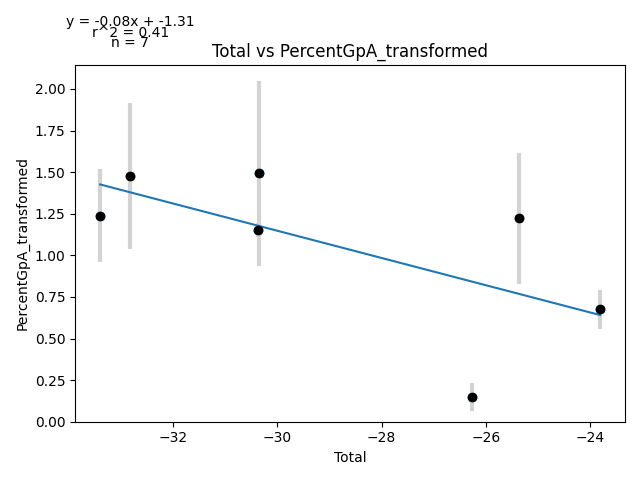 y = -0.08x + -1.31
r^2 = 0.41
n = 7
Total vs PercentGpA_transformed
PercentGpA_transformed
2.00
1.75
1.50
1.25
1.00
0.75
0.50
0.25
0.00
−32
−30
−28
−26
−24
Total